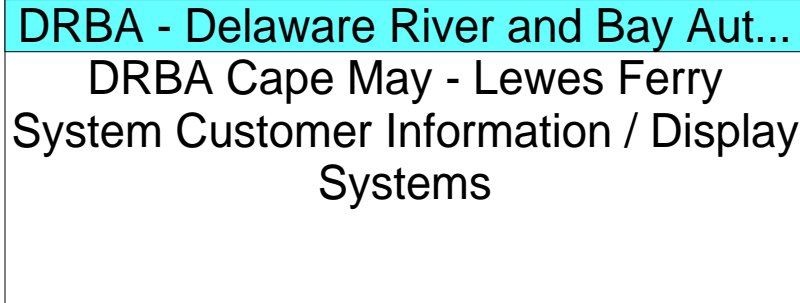 DRBA - Delaware River and Bay Aut...
DRBA Cape May - Lewes Ferry
System Customer Information / Display
Systems